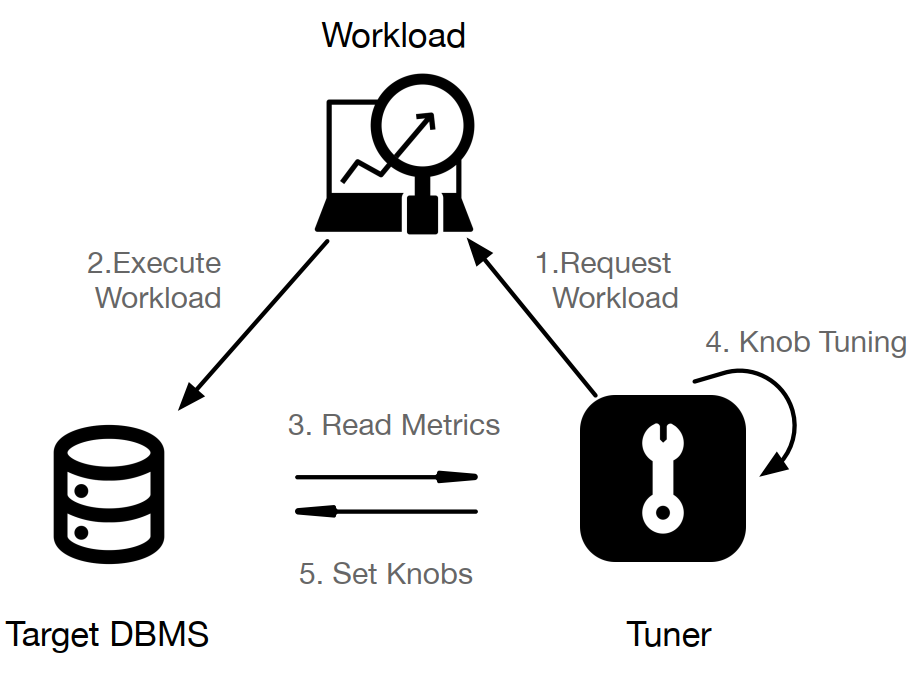 Workload
2.Execute
Workload
1.Request
Workload
4. Knob Tuning
3. Read Metrics
5. Set Knobs
Target DBMS
Tuner